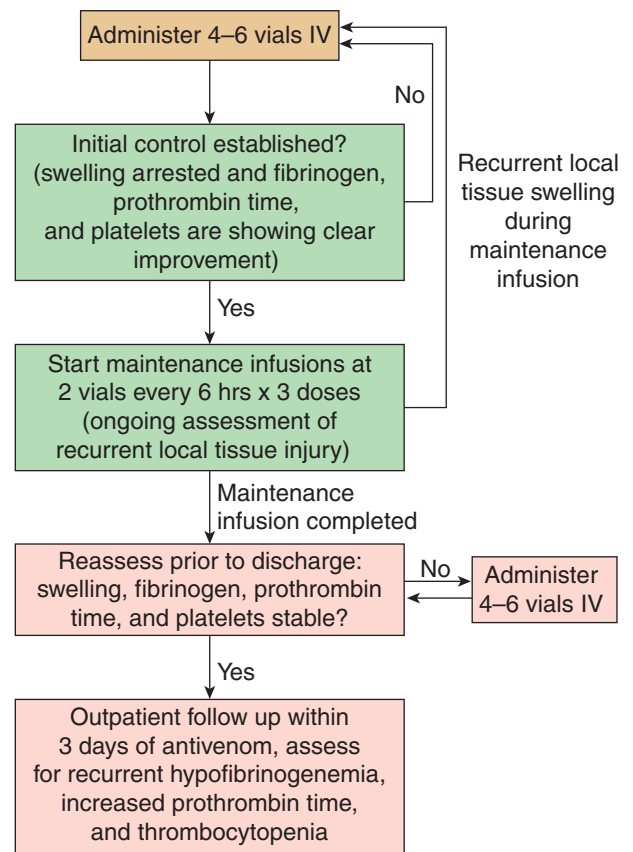 Administer 4–6 vials IV
No
Initial control established?
(swelling arrested and fibrinogen,
prothrombin time,
and platelets are showing clear
improvement)
Recurrent local
tissue swelling
during
maintenance
infusion
Yes
Start maintenance infusions at
2 vials every 6 hrs x 3 doses
(ongoing assessment of
recurrent local tissue injury)
Maintenance
infusion completed
Reassess prior to discharge:
swelling, fibrinogen, prothrombin
time, and platelets stable?
No
Administer
4–6 vials IV
Yes
Outpatient follow up within
3 days of antivenom, assess
for recurrent hypofibrinogenemia,
increased prothrombin time,
and thrombocytopenia